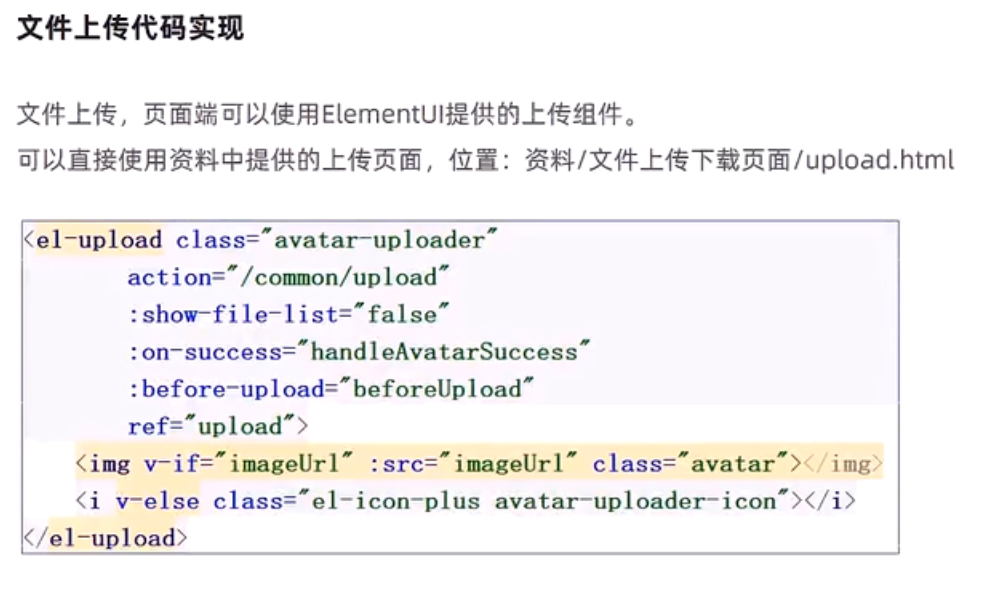 文件上传代码实现
文件上传，页面端可以使用ElementUI提供的上传组件。
可以直接使用资料中提供的上传页面，位置：资料/文件上传下载页面/upload.html
<el-upload class="avatar-uploader"
action="/common/upload"
:show-file-list="false"
:on-success="handleAvatarSuccess"
:before-upload="beforeUpload"
ref="upload">
<img v-if="imageUrl" :src="imageUrl" class="avatar"></img>
<i v-else class="el-icon-plus avatar-uploader-icon"></i>
</el-upload>